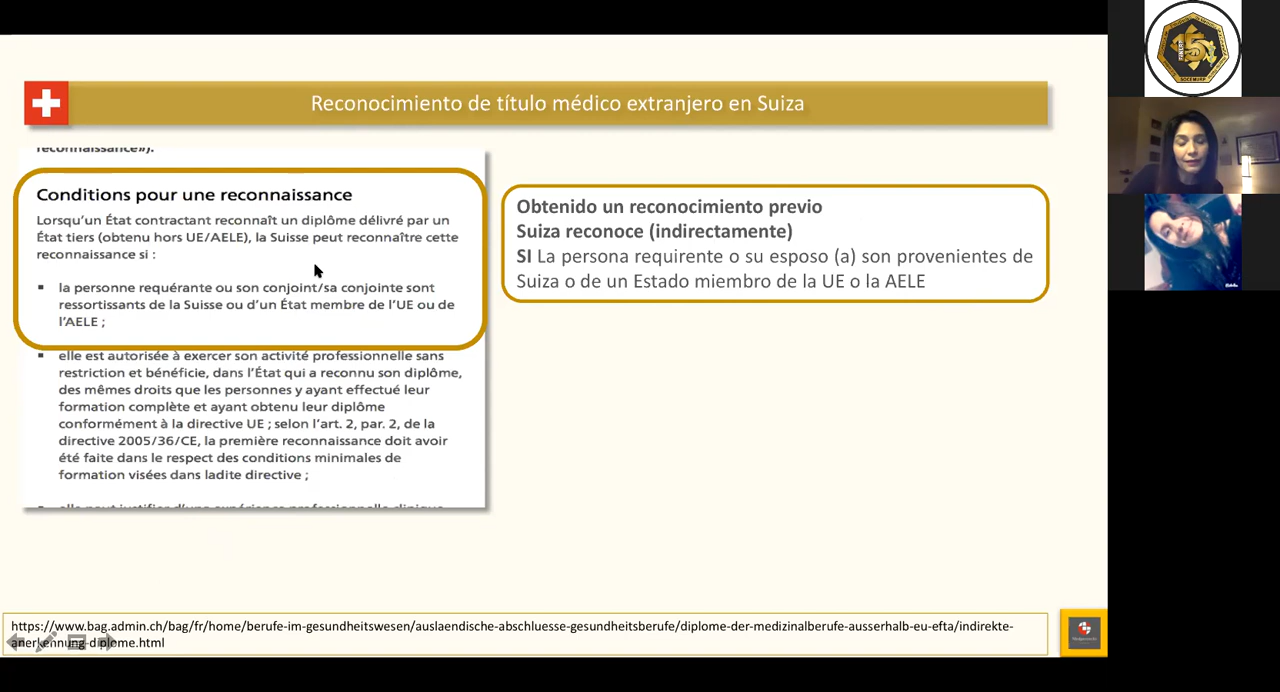 Reconocimiento de título médico extranjero en Suiza
reconnaissance»).
Conditions pour une reconnaissance
Lorsqu'un État contractant reconnaît un diplôme délivré par un
État tiers (obtenu hors UE/AELE), la Suisse peut reconnaître cette
reconnaissance si :
▪ la personne requérante ou son conjoint/sa conjointe sont
ressortissants de la Suisse ou d'un État membre de l'UE ou de
l'AELE ;
▪ elle est autorisée à exercer son activité professionnelle sans
restriction et bénéficie, dans l'État qui a reconnu son diplôme,
des mêmes droits que les personnes y ayant effectué leur
formation complète et ayant obtenu leur diplôme
conformément à la directive UE ; selon l'art. 2, par. 2, de la
directive 2005/36/CE, la première reconnaissance doit avoir
été faite dans le respect des conditions minimales de
formation visées dans ladite directive ;
▪ elle peut justifier d'une expérience professionnelle clinique
Obtenido un reconocimiento previo
Suiza reconoce (indirectamente)
SI La persona requirente o su esposo (a) son provenientes de
Suiza o de un Estado miembro de la UE o la AELE
https://www.bag.admin.ch/bag/fr/home/berufe-im-gesundheitswesen/auslaendische-abschluesse-gesundheitsberufe/diplome-der-medizinalberufe-ausserhalb-eu-efta/indirekte-
anerkennung-diplome.html
15
SOCEMURP